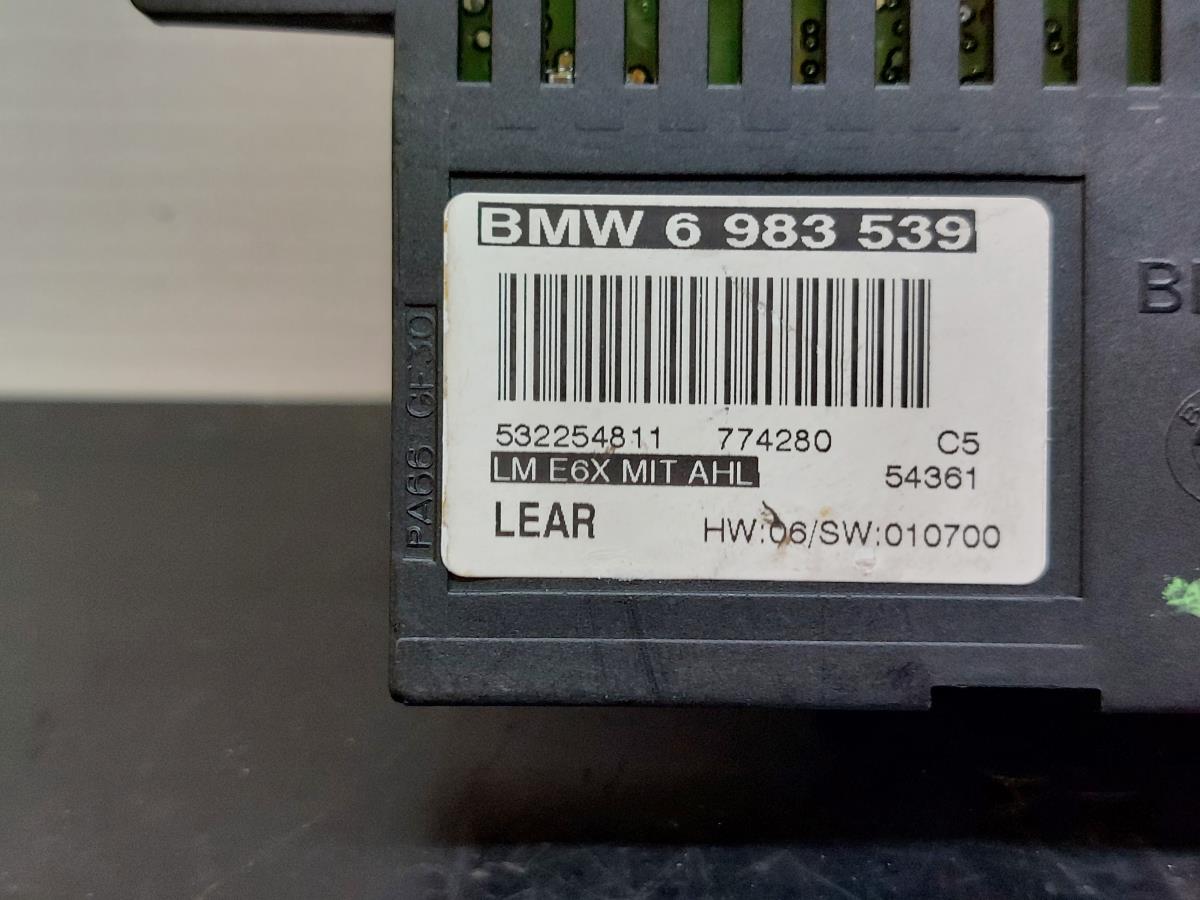 BMW 6 983 539
532254811 774280 C5
LM E6X MIT AHL 54361
LEAR HW:06/SW:010700
PA66 GF30